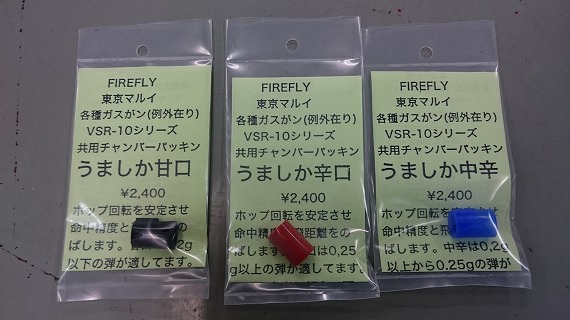 FIREFLY
東京マルイ
各種ガスがン(例外在り)
VSR-10シリーズ
共用チャンバーパッキン
うましか甘口
¥2,400
ホップ回転を安定させ
命中精度と
ばします。
2g
以下の弾が適してます。
FIREFLY
東京マルイ
各種ガスがン(例外在り)
VSR-10シリーズ
共用チャンバーパッキン
うましか辛口
¥2,400
ホップ回転を安定させ
命中精度 距離をの
ばします。 は0,25
g以上の弾が適してます。
FIREFLY
東京マルイ
各種ガスがン(例外在り)
VSR-10シリーズ
共用チャンバーパッキン
うましか中辛
¥2,400
ホップ回転を安定させ
命中精度と飛
ばします。中辛は0,2g
以上から0.25gの弾が